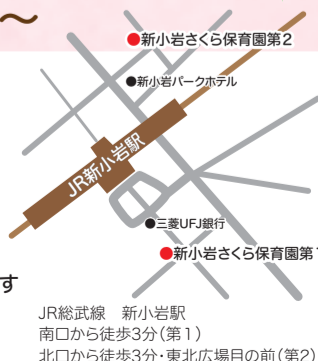 〜
●新小岩さくら保育園第2
●新小岩パークホテル
JR新小岩駅
●三菱UFJ銀行
●新小岩さくら保育園第1
す
JR総武線 新小岩駅
南口から徒歩3分(第1)
北口から徒歩3分・東北広場目の前(第2)